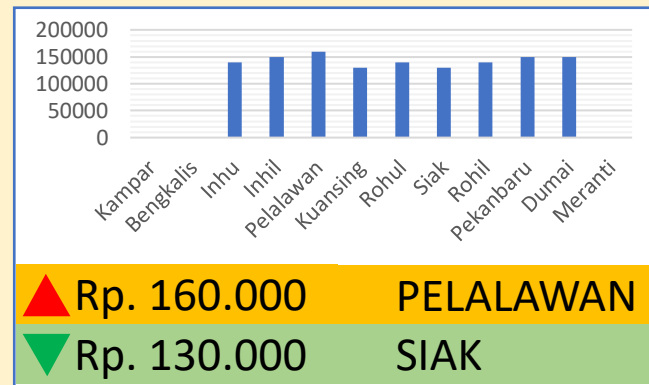 200000
150000
100000
50000
0
Kampar
Bengkalis
Inhu
Inhil
Pelalawan
Kuansing
Rohul
Siak
Rohil
Pekanbaru
Dumai
Meranti
Rp. 160.000 PELALAWAN
Rp. 130.000 SIAK